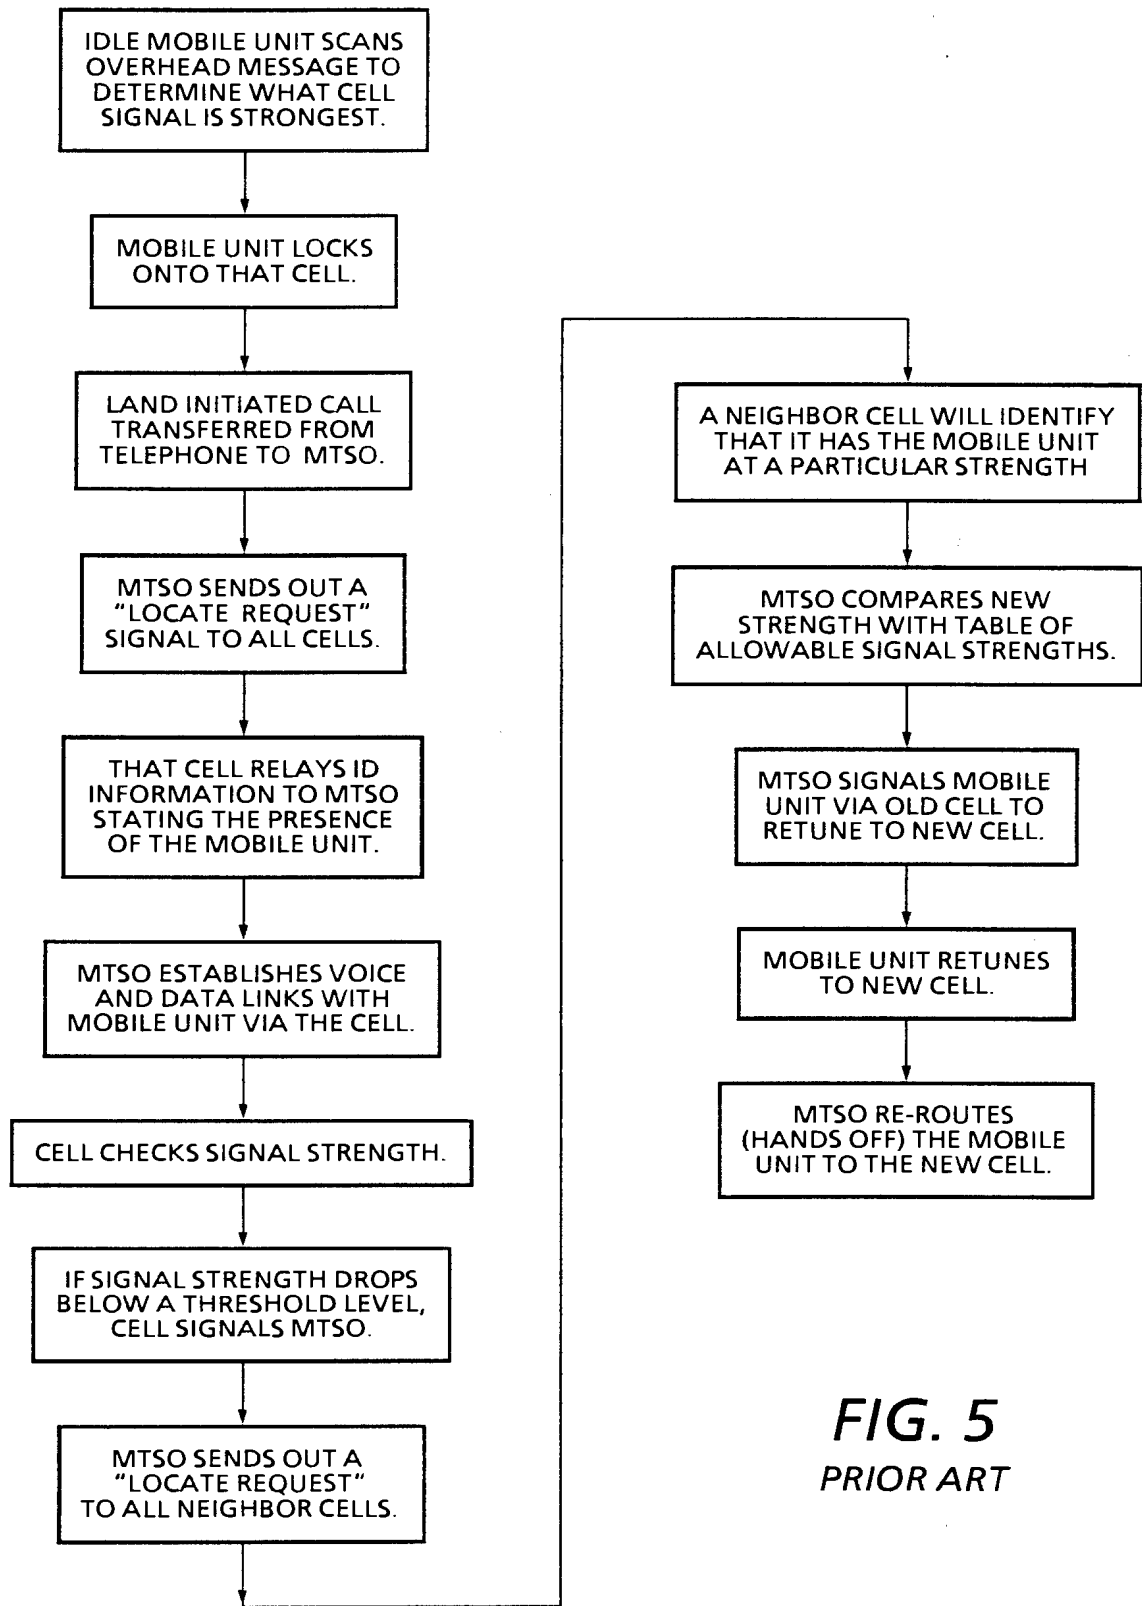 IDLE MOBILE UNIT SCANS
OVERHEAD MESSAGE TO
DETERMINE WHAT CELL
SIGNAL IS STRONGEST.
MOBILE UNIT LOCKS
ONTO THAT CELL.
LAND INITIATED CALL
TRANSFERRED FROM
TELEPHONE TO MTSO.
MTSO SENDS OUT A
"LOCATE REQUEST"
SIGNAL TO ALL CELLS.
THAT CELL RELAYS ID
INFORMATION TO MTSO
STATING THE PRESENCE
OF THE MOBILE UNIT.
MTSO ESTABLISHES VOICE
AND DATA LINKS WITH
MOBILE UNIT VIA THE CELL.
CELL CHECKS SIGNAL STRENGTH.
IF SIGNAL STRENGTH DROPS
BELOW A THRESHOLD LEVEL,
CELL SIGNALS MTSO.
MTSO SENDS OUT A
"LOCATE REQUEST"
TO ALL NEIGHBOR CELLS.
A NEIGHBOR CELL WILL IDENTIFY
THAT IT HAS THE MOBILE UNIT
AT A PARTICULAR STRENGTH
MTSO COMPARES NEW
STRENGTH WITH TABLE OF
ALLOWABLE SIGNAL STRENGTHS.
MTSO SIGNALS MOBILE
UNIT VIA OLD CELL TO
RETUNE TO NEW CELL.
MOBILE UNIT RETUNES
TO NEW CELL.
MTSO RE-ROUTES
(HANDS OFF) THE MOBILE
UNIT TO THE NEW CELL.
FIG. 5
PRIOR ART